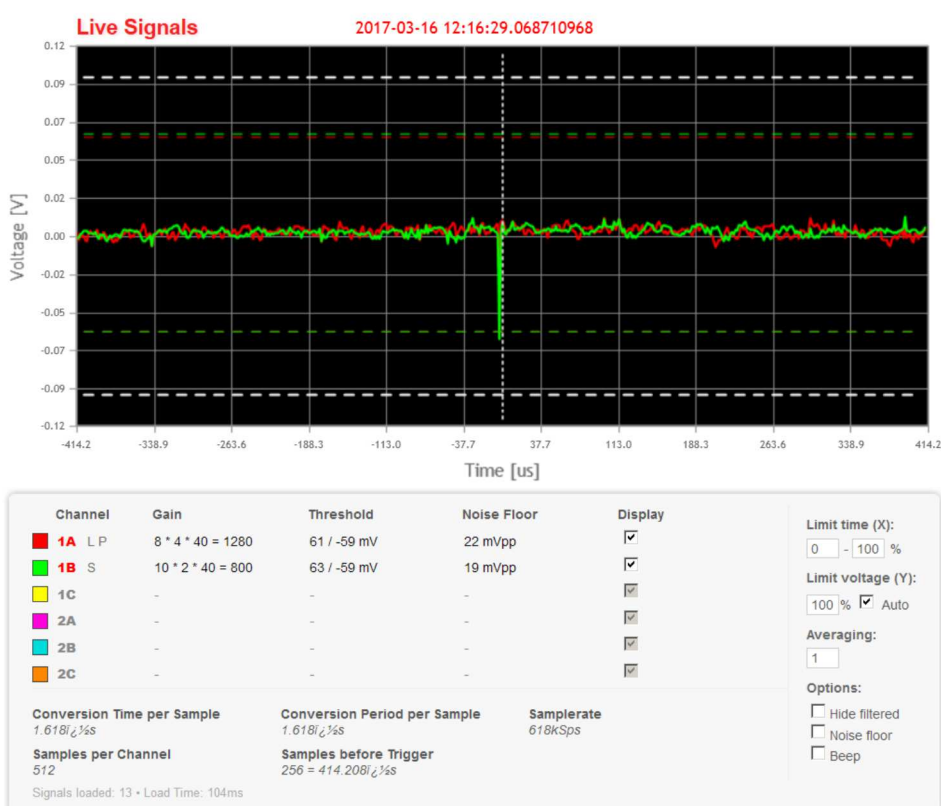 Live Signals 2017-03-16 12:16:29.068710968
0.12
0.09
0.07
0.05
0.02
0.00
-0.02
-0.05
-0.07
-0.09
-0.12
Voltage [V]
-414.2 -338.9 -263.6 -188.3 -113.0 -37.7 37.7 113.0 188.3 263.6 338.9 414.2
Time [us]
Channel Gain Threshold Noise Floor Display
1A L P 8 * 4 * 40 = 1280 61 / -59 mV 22 mVpp
1B S 10 * 2 * 40 = 800 63 / -59 mV 19 mVpp
1C - - -
2A - - -
2B - - -
2C - - -
Limit time (X):
0 - 100 %
Limit voltage (Y):
100 % Auto
Averaging:
1
Options:
Hide filtered
Noise floor
Beep
Conversion Time per Sample Conversion Period per Sample Samplerate
1.618ï¿½s 1.618ï¿½s 618kSps
Samples per Channel Samples before Trigger
512 256 = 414.208ï¿½s
Signals loaded: 13 • Load Time: 104ms